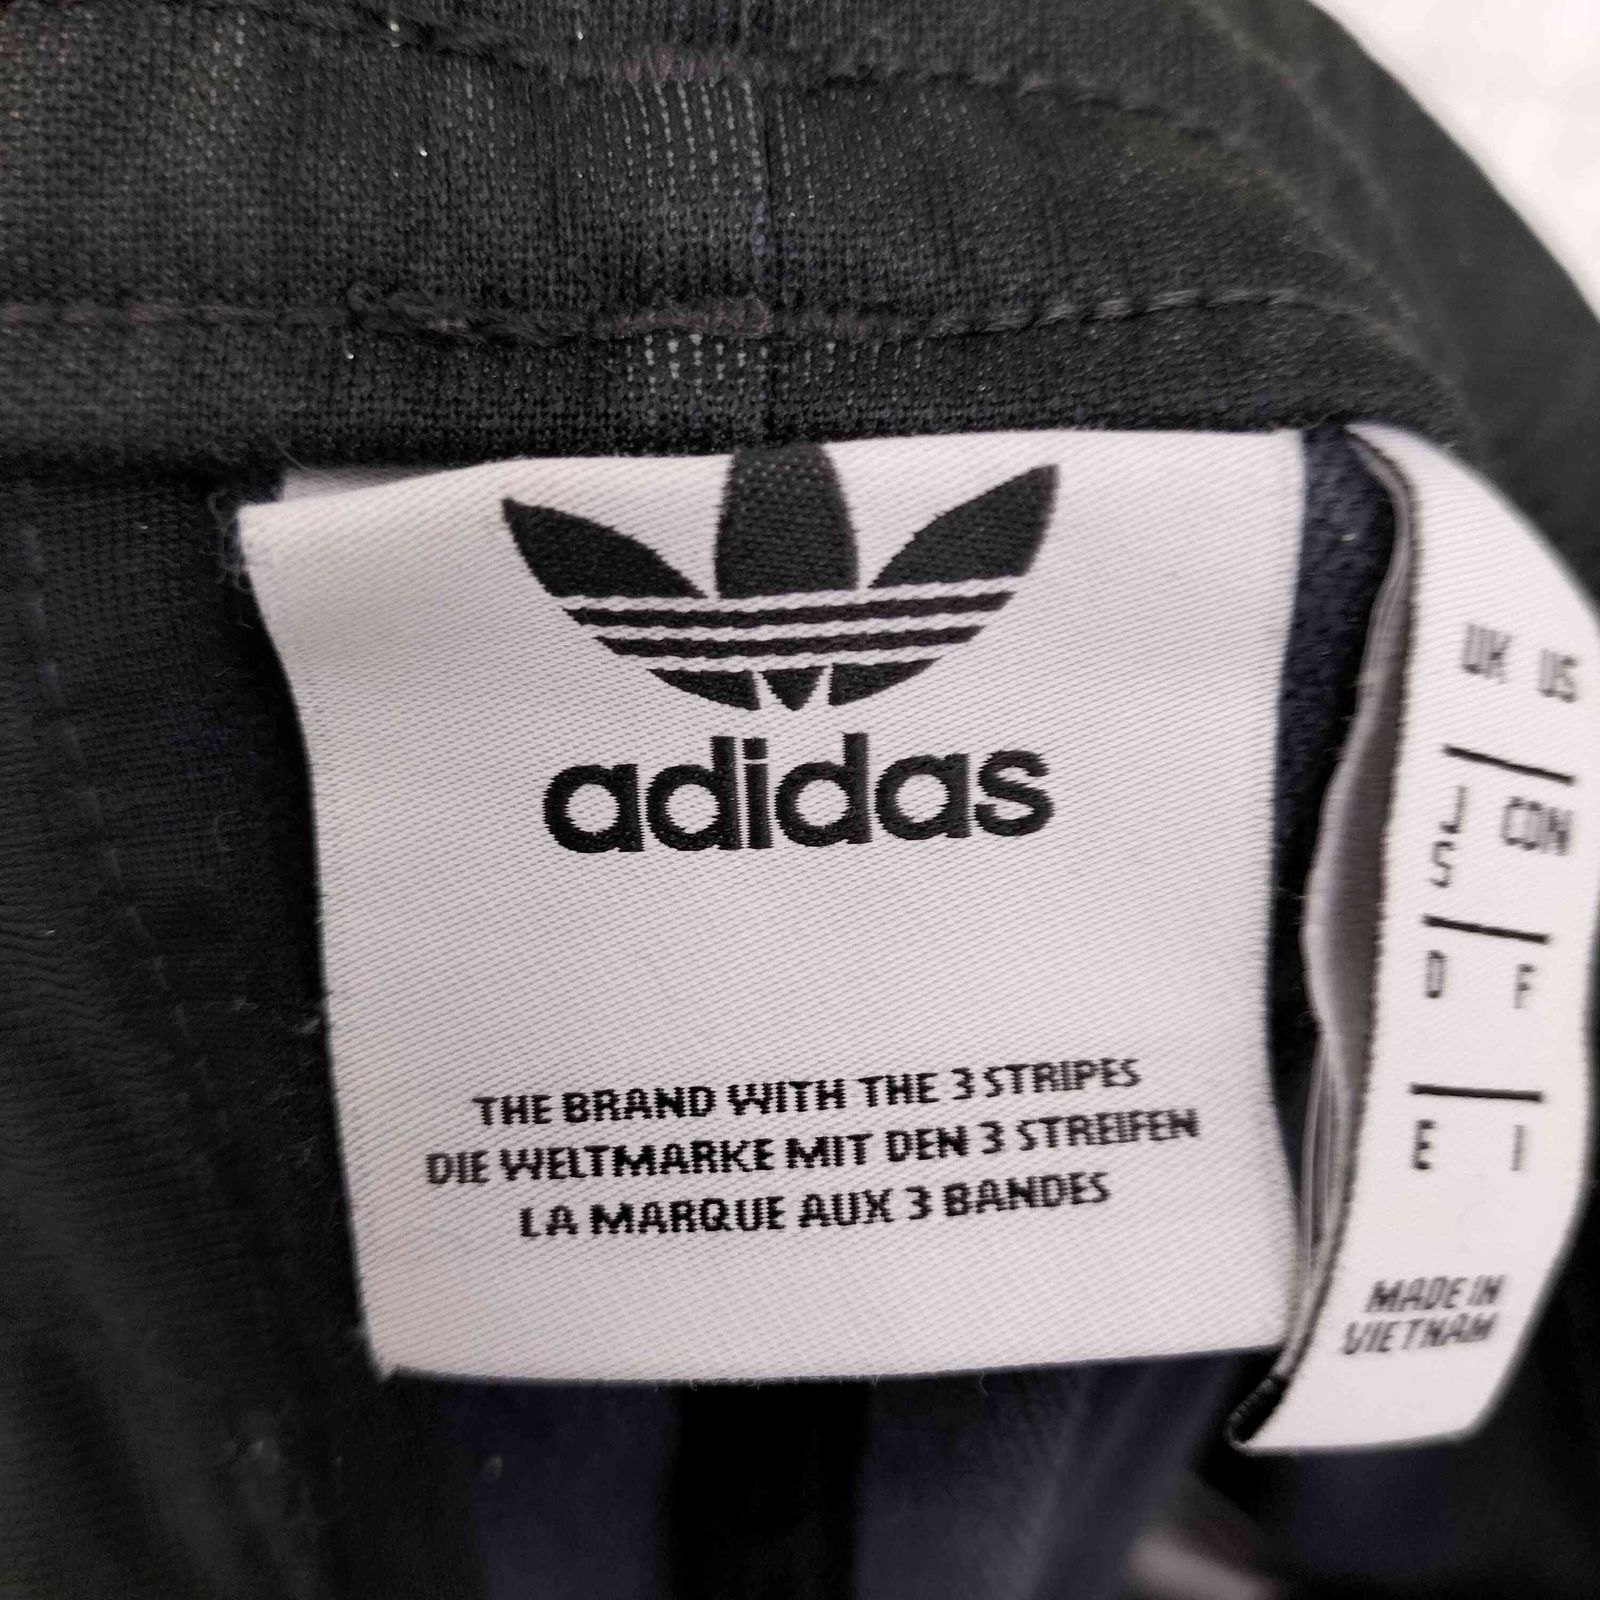 adidas
THE BRAND WITH THE 3 STRIPES
DIE WELTMARKE MIT DEN 3 STREIFEN
LA MARQUE AUX 3 BANDES
UK US
J CDN
S
D F
E I
MADE IN
VIETNAM